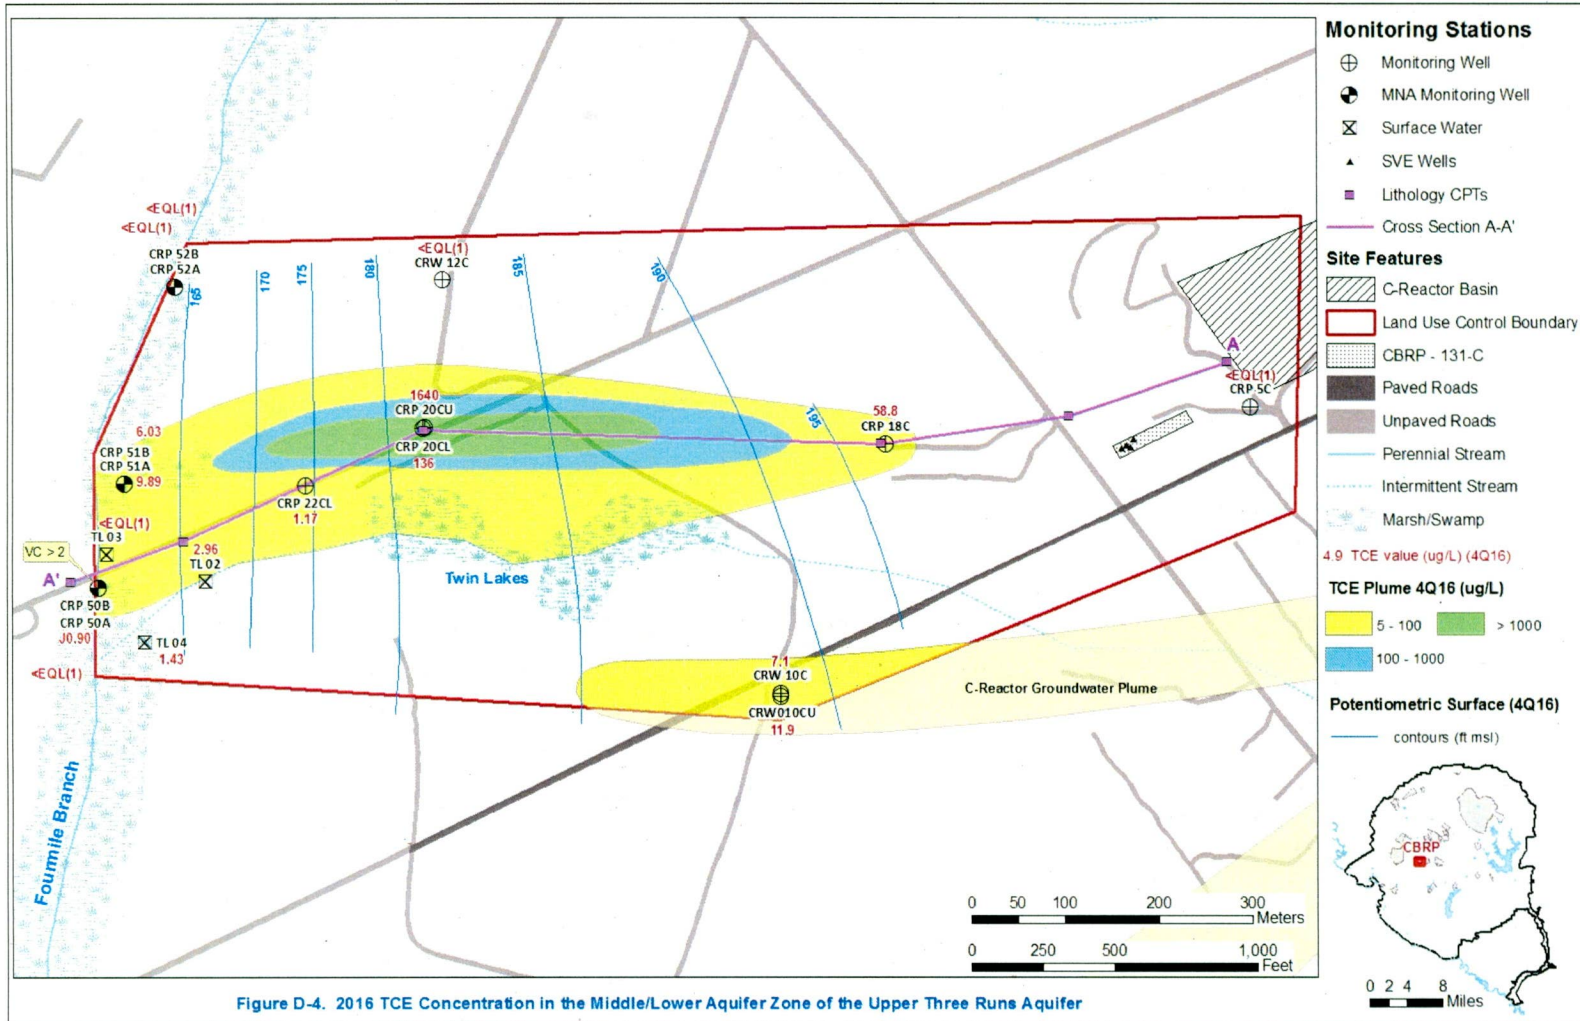 <EQL(1)
<EQL(1)
CRP 52B
CRP 52A
165
170
175
180
<EQL(1)
CRW 12C
185
190
195
A
<EQL(1)
CRP 5C
1640
CRP 20CU
CRP 20CL
136
58.8
CRP 18C
6.03
CRP 51B
CRP 51A
9.89
CRP 22CL
1.17
<EQL(1)
TL03
VC > 2
2.96
TL02
A'
CRP 50B
CRP 50A
J0.90
TL04
1.43
<EQL(1)
Twin Lakes
7.1
CRW 10C
CRW010CU
11.9
C-Reactor Groundwater Plume
Fourmile Branch
0 50 100 200 300
Meters
0 250 500 1,000
Feet
Figure D-4. 2016 TCE Concentration in the Middle/Lower Aquifer Zone of the Upper Three Runs Aquifer
Monitoring Stations
Monitoring Well
MNA Monitoring Well
Surface Water
SVE Wells
Lithology CPTs
Cross Section A-A'
Site Features
C-Reactor Basin
Land Use Control Boundary
CBRP - 131-C
Paved Roads
Unpaved Roads
Perennial Stream
Intermittent Stream
Marsh/Swamp
4.9 TCE value (ug/L) (4Q16)
TCE Plume 4Q16 (ug/L)
5 - 100 > 1000
100 - 1000
Potentiometric Surface (4Q16)
contours (ft msl)
CBRP
0 2 4 8
Miles